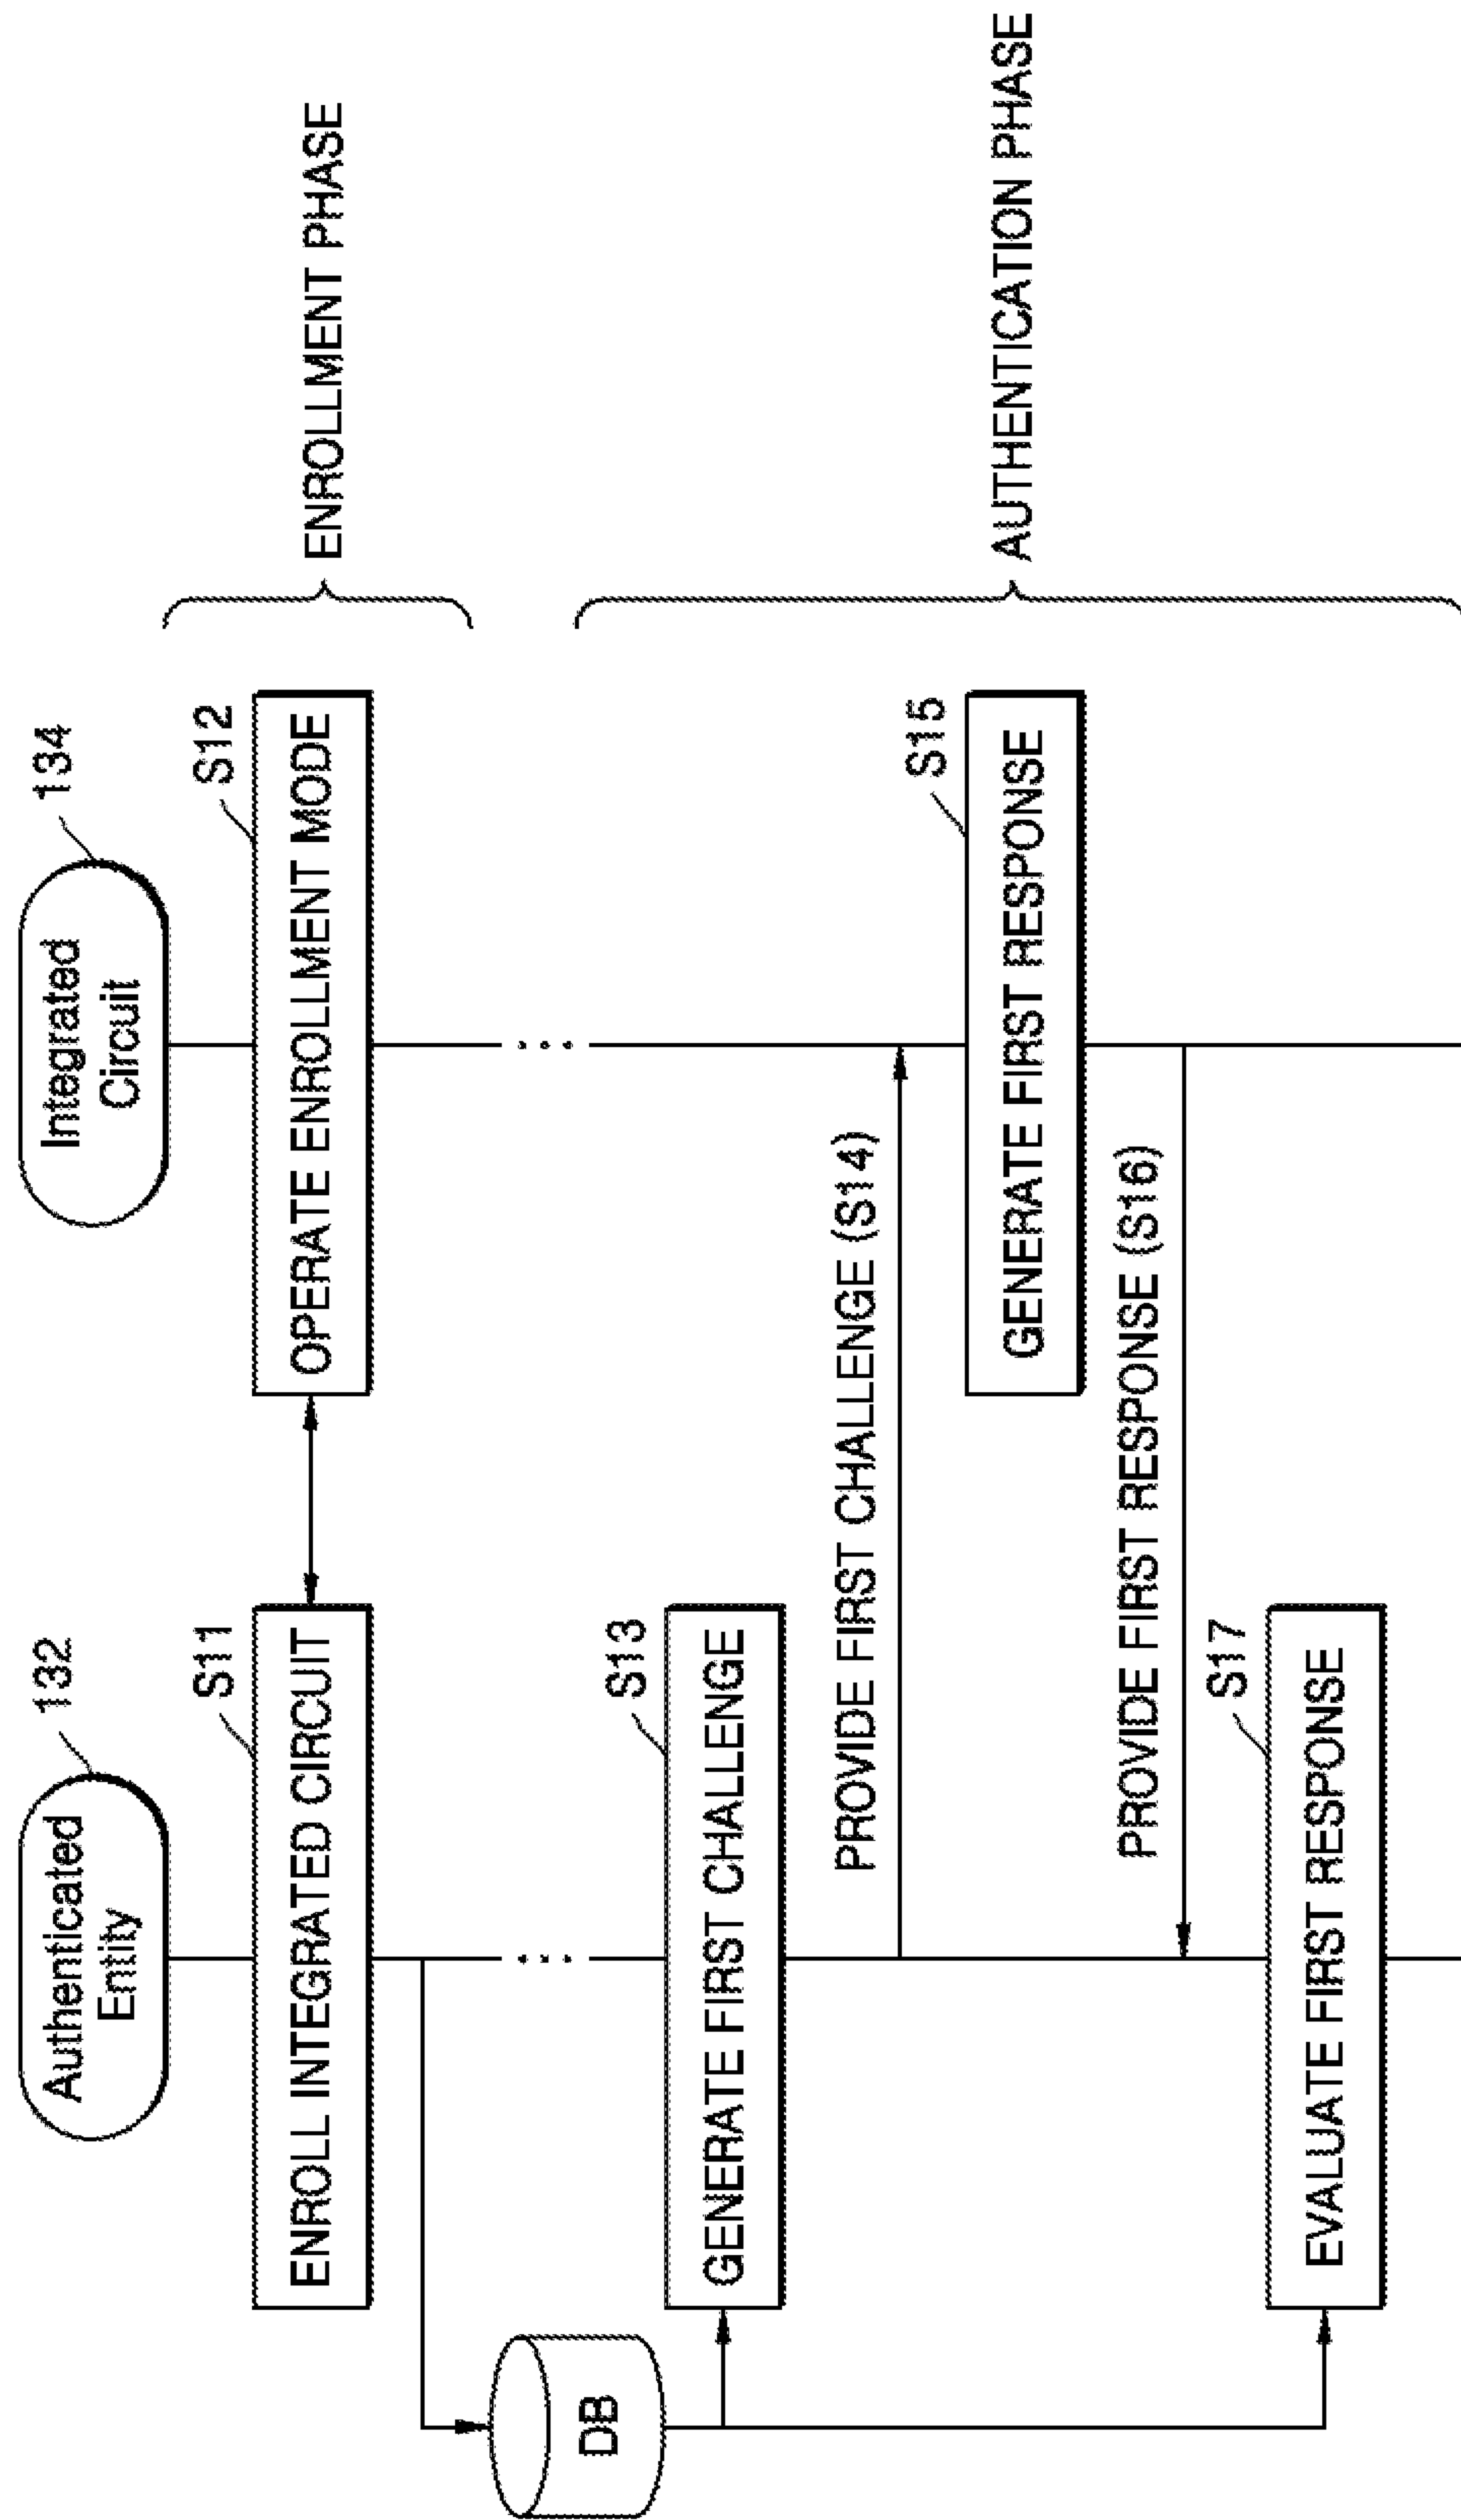 Authenticated
Entity
132
Integrated
Circuit
134
S11
ENROLL INTEGRATED CIRCUIT
S12
OPERATE ENROLLMENT MODE
ENROLLMENT PHASE
DB
S13
GENERATE FIRST CHALLENGE
PROVIDE FIRST CHALLENGE (S14)
S15
GENERATE FIRST RESPONSE
AUTHENTICATION PHASE
PROVIDE FIRST RESPONSE (S16)
S17
EVALUATE FIRST RESPONSE